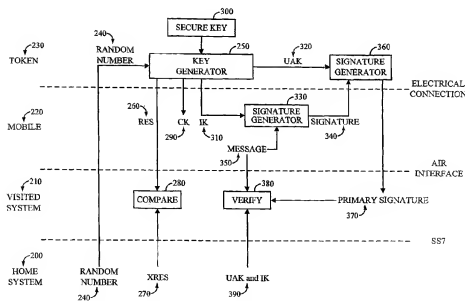 300
SECURE KEY
240
230
RANDOM
NUMBER
250
320
360
TOKEN
KEY
GENERATOR
UAK
SIGNATURE
GENERATOR
ELECTRICAL
CONNECTION
260
RES
CK
IK
330
SIGNATURE
GENERATOR
SIGNATURE
220
MOBILE
290
310
340
MESSAGE
350
AIR
INTERFACE
210
VISITED
SYSTEM
280
COMPARE
380
VERIFY
PRIMARY SIGNATURE
370
SS7
200
HOME
SYSTEM
RANDOM
NUMBER
240
XRES
270
UAK and IK
390